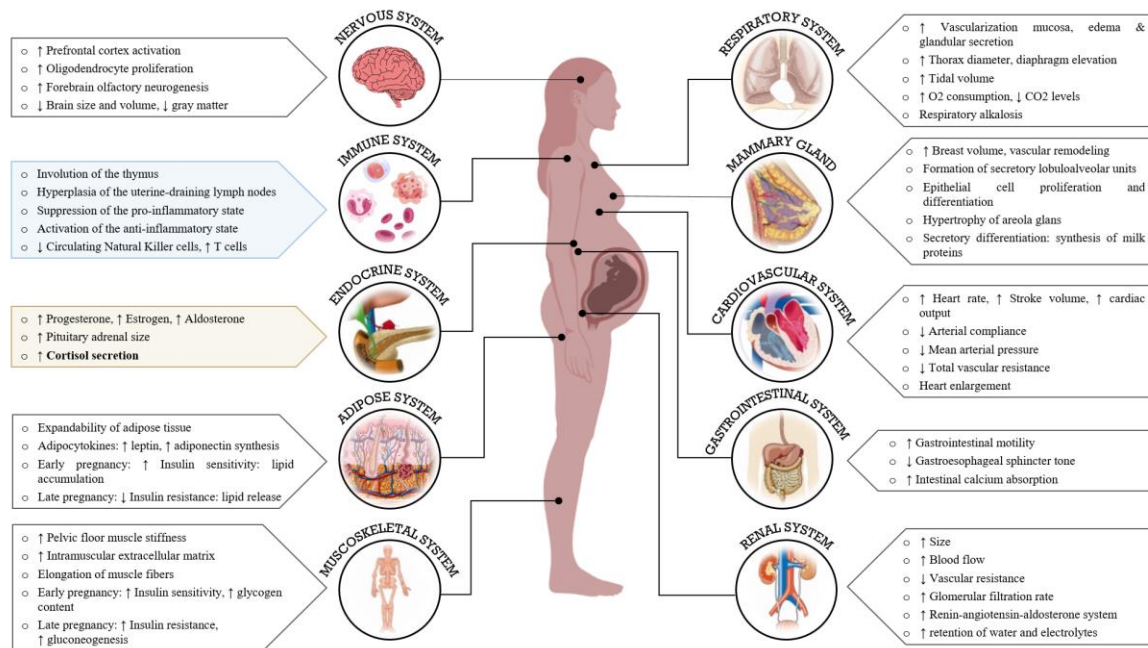 NERVOUS SYSTEM
○ ↑ Prefrontal cortex activation
○ ↑ Oligodendrocyte proliferation
○ ↑ Forebrain olfactory neurogenesis
○ ↓ Brain size and volume, ↓ gray matter
IMMUNE SYSTEM
○ Involution of the thymus
○ Hyperplasia of the uterine-draining lymph nodes
○ Suppression of the pro-inflammatory state
○ Activation of the anti-inflammatory state
○ ↓ Circulating Natural Killer cells, ↑ T cells
ENDOCRINE SYSTEM
○ ↑ Progesterone, ↑ Estrogen, ↑ Aldosterone
○ ↑ Pituitary adrenal size
○ ↑ Cortisol secretion
ADIPOSE SYSTEM
○ Expandability of adipose tissue
○ Adipocytokines: ↑ leptin, ↑ adiponectin synthesis
○ Early pregnancy: ↑ Insulin sensitivity: lipid
accumulation
○ Late pregnancy: ↓ Insulin resistance: lipid release
MUSCOSKELETAL SYSTEM
○ ↑ Pelvic floor muscle stiffness
○ ↑ Intramuscular extracellular matrix
○ Elongation of muscle fibers
○ Early pregnancy: ↑ Insulin sensitivity, ↑ glycogen
content
○ Late pregnancy: ↑ Insulin resistance,
↑ gluconeogenesis
RESPIRATORY SYSTEM
○ ↑ Vascularization mucosa, edema &
glandular secretion
○ ↑ Thorax diameter, diaphragm elevation
○ ↑ Tidal volume
○ ↑ O2 consumption, ↓ CO2 levels
○ Respiratory alkalosis
MAMMARY GLAND
○ ↑ Breast volume, vascular remodeling
○ Formation of secretory lobuloalveolar units
○ Epithelial cell proliferation and
differentiation
○ Hypertrophy of areola glans
○ Secretory differentiation: synthesis of milk
proteins
CARDIOVASCULAR SYSTEM
○ ↑ Heart rate, ↑ Stroke volume, ↑ cardiac
output
○ ↓ Arterial compliance
○ ↓ Mean arterial pressure
○ ↓ Total vascular resistance
○ Heart enlargement
GASTROINTESTINAL SYSTEM
○ ↑ Gastrointestinal motility
○ ↓ Gastroesophageal sphincter tone
○ ↑ Intestinal calcium absorption
RENAL SYSTEM
○ ↑ Size
○ ↑ Blood flow
○ ↓ Vascular resistance
○ ↑ Glomerular filtration rate
○ ↑ Renin-angiotensin-aldosterone system
○ ↑ retention of water and electrolytes